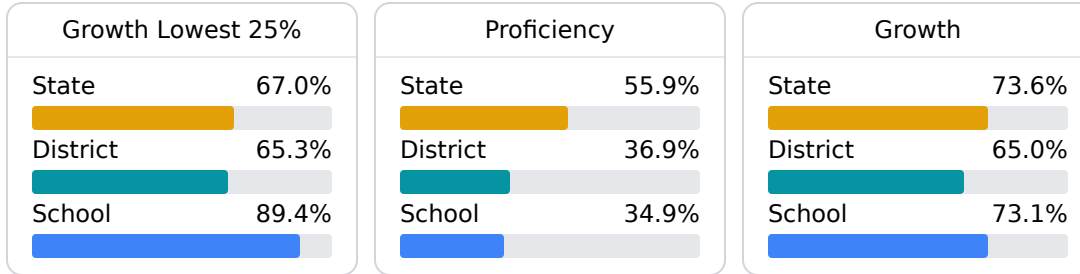 Growth Lowest 25%
State 67.0%
District 65.3%
School 89.4%
Proficiency
State 55.9%
District 36.9%
School 34.9%
Growth
State 73.6%
District 65.0%
School 73.1%